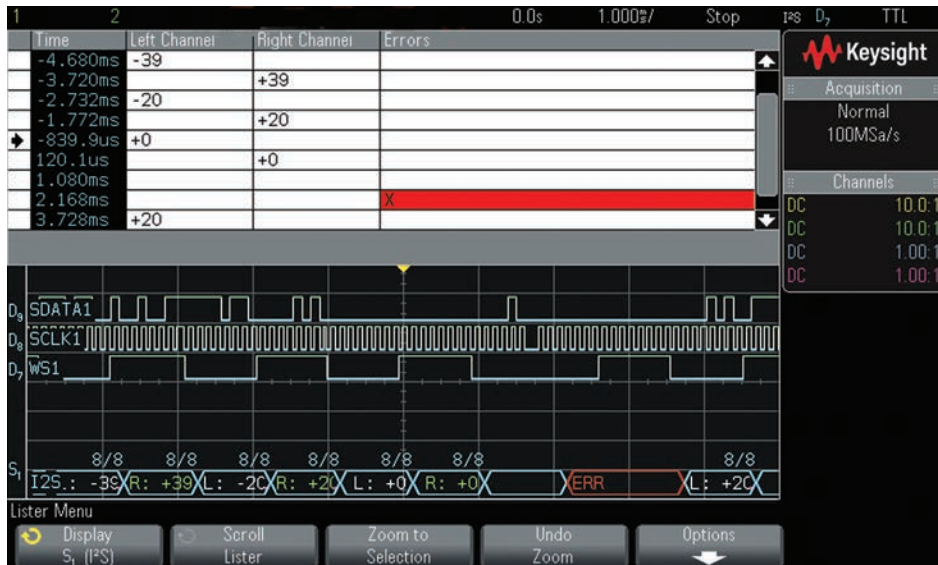 1 2 0.0s 1.000ms/ Stop I²S D7 TTL
Time Left Channel Right Channel Errors
-4.680ms -39
-3.720ms +39
-2.732ms -20
-1.772ms +20
-839.9us +0
120.1us +0
1.080ms
2.168ms X
3.728ms +20
Keysight
Acquisition
Normal
100MSa/s
Channels
DC 10.0:1
DC 10.0:1
DC 1.00:1
DC 1.00:1
D9 SDATA1
D8 SCLK1
D7 WS1
8/8 8/8 8/8 8/8 8/8 8/8 8/8
S1 I2S.: -39 R: +39 L: -20 R: +20 L: +0 R: +0 ERR L: +20
Lister Menu
Display Scroll Zoom to Undo Options
S1 (I²S) Lister Selection Zoom